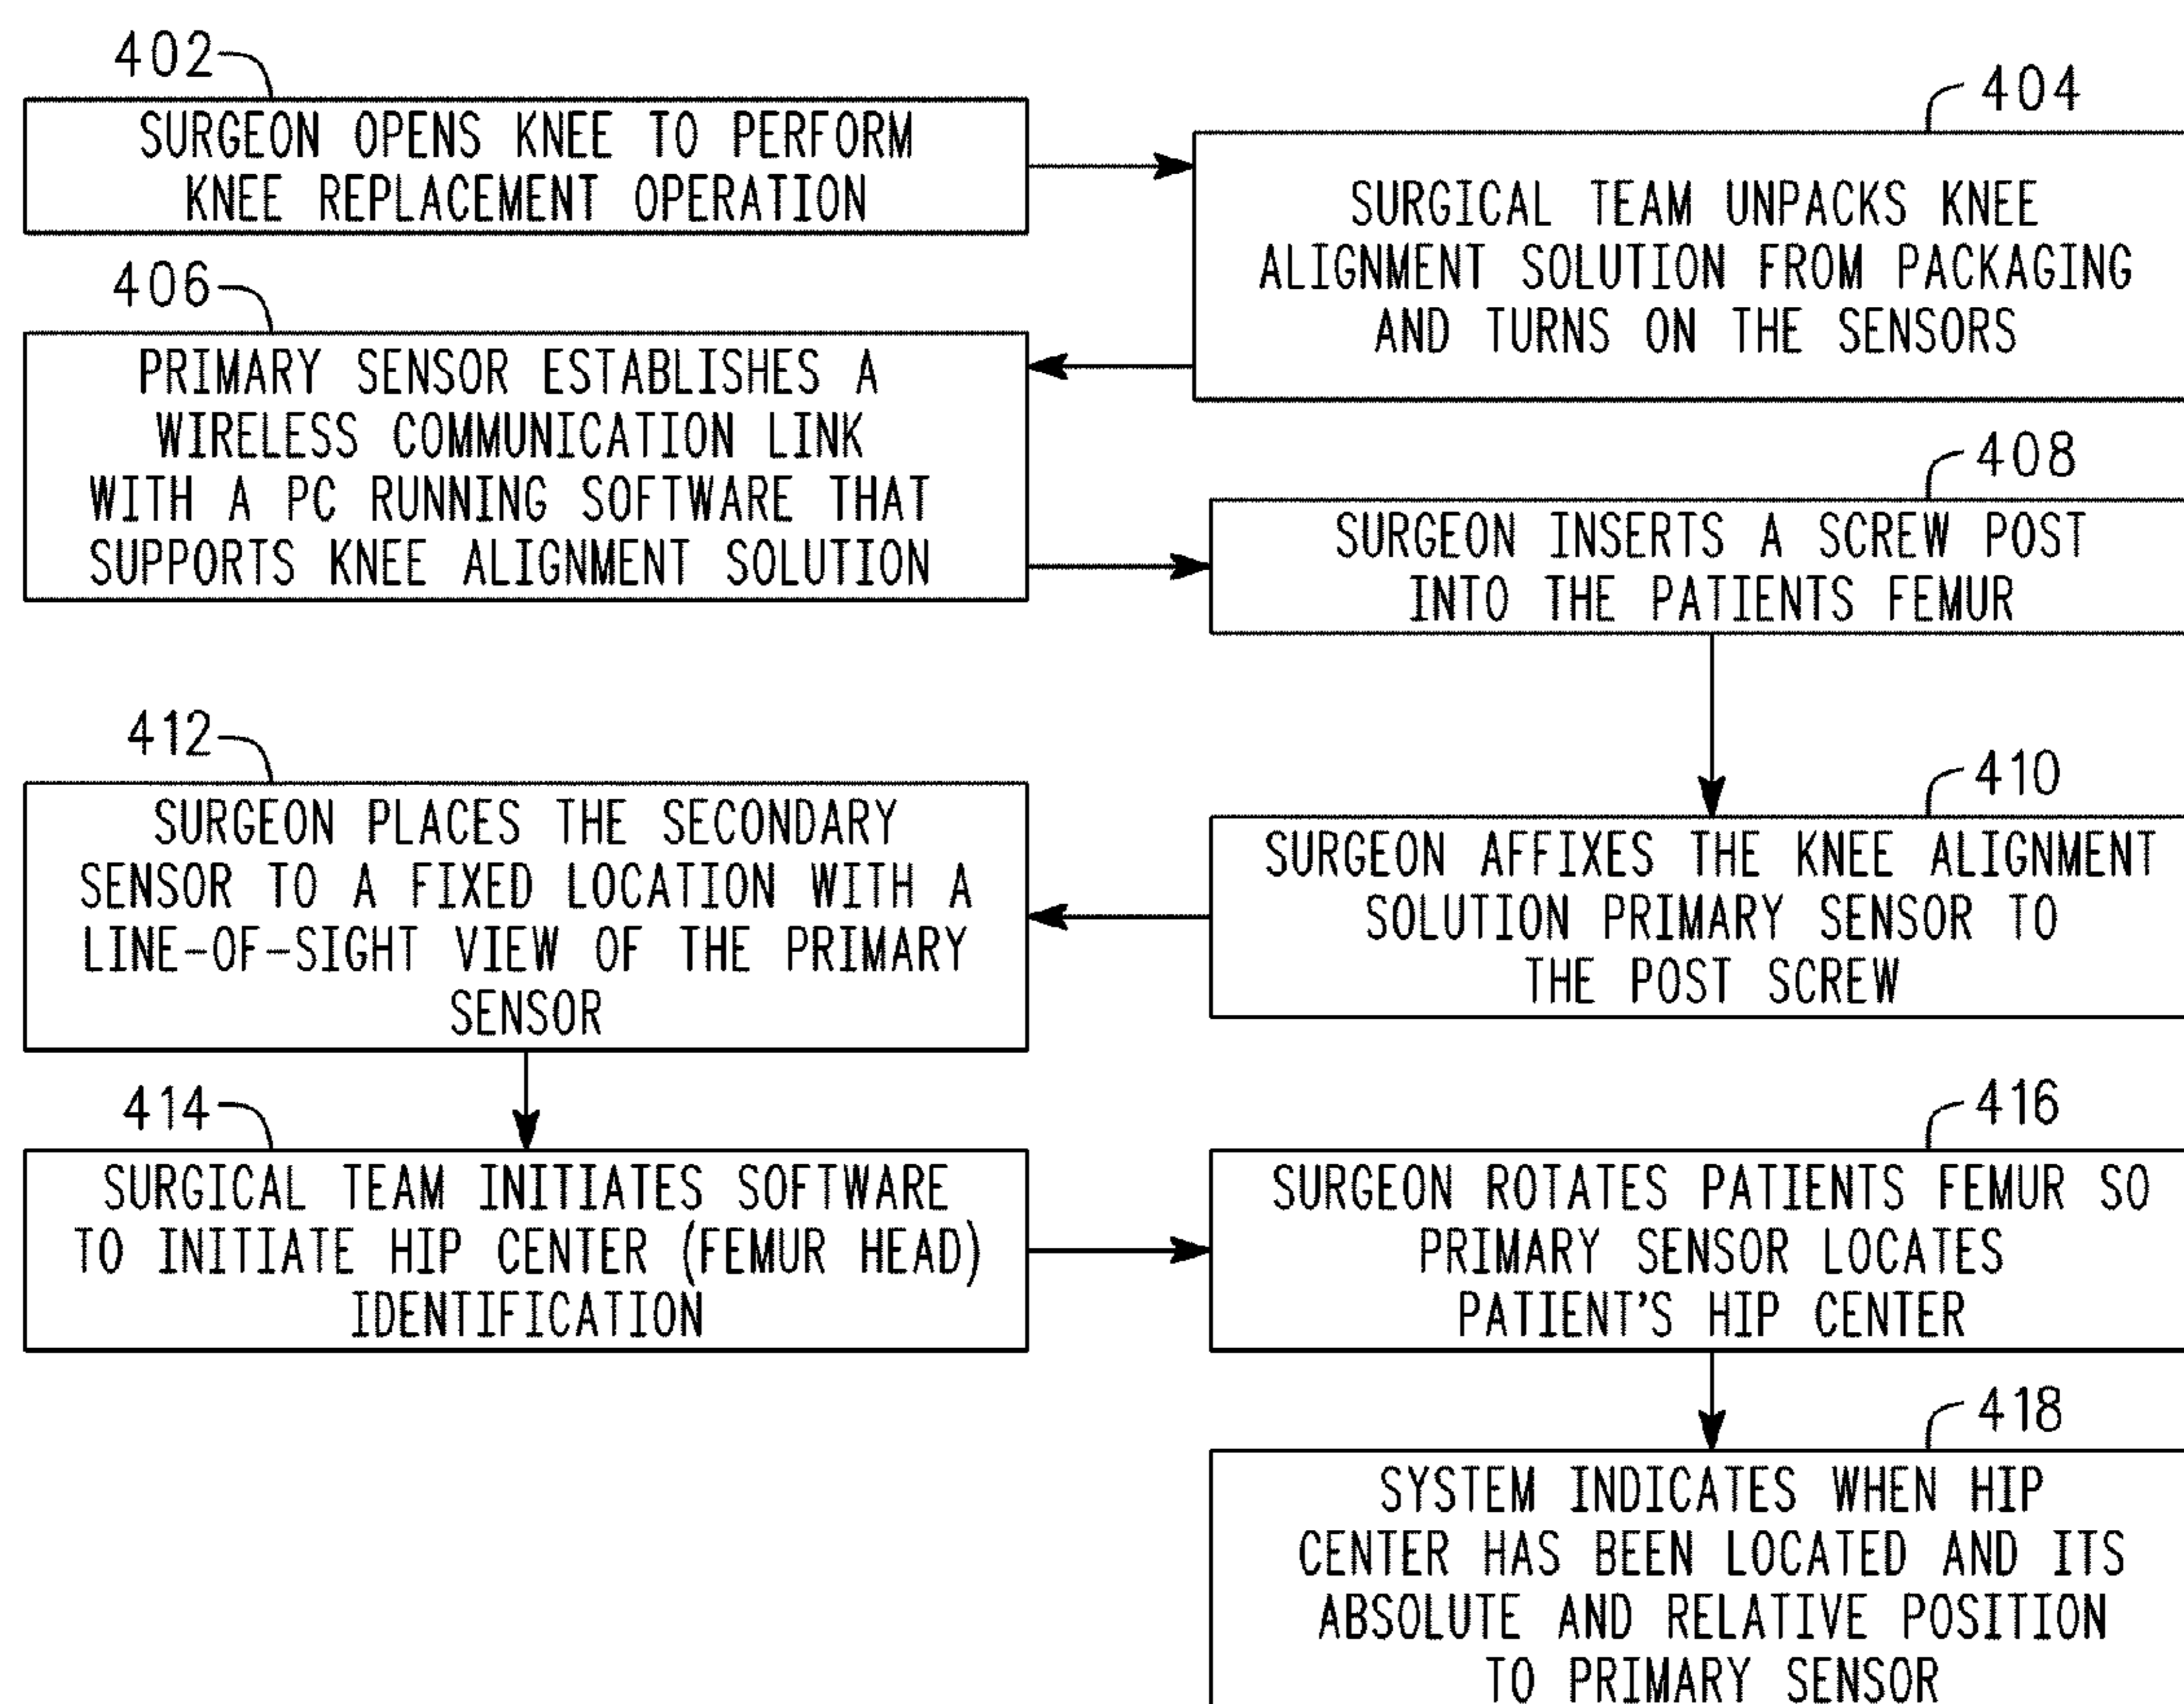 402
SURGEON OPENS KNEE TO PERFORM
KNEE REPLACEMENT OPERATION
404
SURGICAL TEAM UNPACKS KNEE
ALIGNMENT SOLUTION FROM PACKAGING
AND TURNS ON THE SENSORS
406
PRIMARY SENSOR ESTABLISHES A
WIRELESS COMMUNICATION LINK
WITH A PC RUNNING SOFTWARE THAT
SUPPORTS KNEE ALIGNMENT SOLUTION
408
SURGEON INSERTS A SCREW POST
INTO THE PATIENTS FEMUR
410
SURGEON AFFIXES THE KNEE ALIGNMENT
SOLUTION PRIMARY SENSOR TO
THE POST SCREW
412
SURGEON PLACES THE SECONDARY
SENSOR TO A FIXED LOCATION WITH A
LINE-OF-SIGHT VIEW OF THE PRIMARY
SENSOR
414
SURGICAL TEAM INITIATES SOFTWARE
TO INITIATE HIP CENTER (FEMUR HEAD)
IDENTIFICATION
416
SURGEON ROTATES PATIENTS FEMUR SO
PRIMARY SENSOR LOCATES
PATIENT'S HIP CENTER
418
SYSTEM INDICATES WHEN HIP
CENTER HAS BEEN LOCATED AND ITS
ABSOLUTE AND RELATIVE POSITION
TO PRIMARY SENSOR